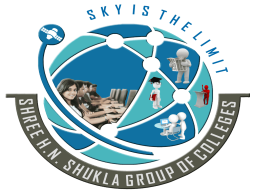 SKY IS THE LIMIT
SHREE H.N. SHUKLA GROUP OF COLLEGES